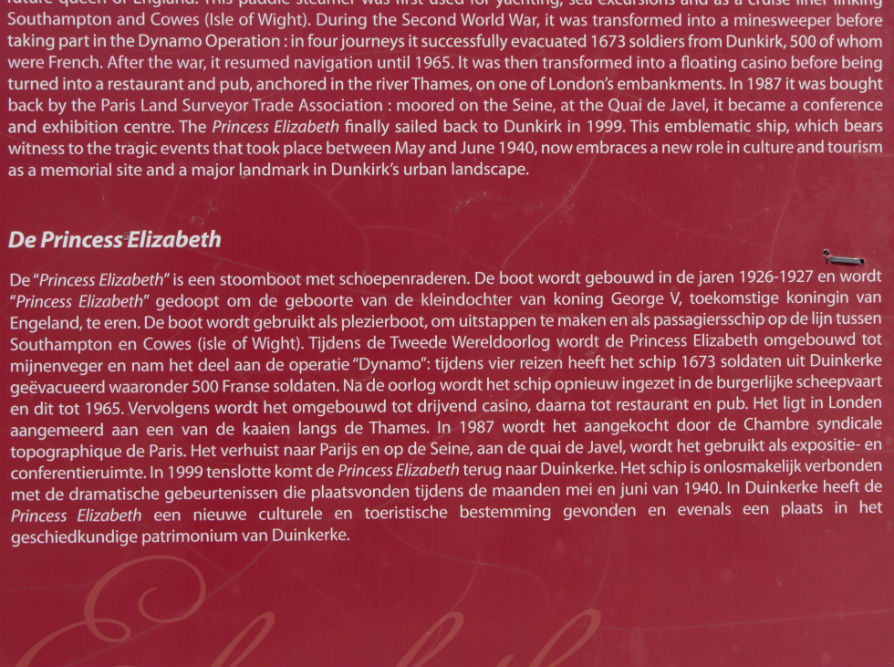 future queen of England. This paddle steamer was first used for yachting, sea excursions and as a cruise liner linking
Southampton and Cowes (Isle of Wight). During the Second World War, it was transformed into a minesweeper before
taking part in the Dynamo Operation : in four journeys it successfully evacuated 1673 soldiers from Dunkirk, 500 of whom
were French. After the war, it resumed navigation until 1965. It was then transformed into a floating casino before being
turned into a restaurant and pub, anchored in the river Thames, on one of London's embankments. In 1987 it was bought
back by the Paris Land Surveyor Trade Association : moored on the Seine, at the Quai de Javel, it became a conference
and exhibition centre. The Princess Elizabeth finally sailed back to Dunkirk in 1999. This emblematic ship, which bears
witness to the tragic events that took place between May and June 1940, now embraces a new role in culture and tourism
as a memorial site and a major landmark in Dunkirk's urban landscape.
De Princess Elizabeth
De "Princess Elizabeth" is een stoomboot met schoepenraderen. De boot wordt gebouwd in de jaren 1926-1927 en wordt
"Princess Elizabeth" gedoopt om de geboorte van de kleindochter van koning George V, toekomstige koningin van
Engeland, te eren. De boot wordt gebruikt als plezierboot, om uitstappen te maken en als passagiersschip op de lijn tussen
Southampton en Cowes (isle of Wight). Tijdens de Tweede Wereldoorlog wordt de Princess Elizabeth omgebouwd tot
mijnenveger en nam het deel aan de operatie "Dynamo": tijdens vier reizen heeft het schip 1673 soldaten uit Duinkerke
geëvacueerd waaronder 500 Franse soldaten. Na de oorlog wordt het schip opnieuw ingezet in de burgerlijke scheepvaart
en dit tot 1965. Vervolgens wordt het omgebouwd tot drijvend casino, daarna tot restaurant en pub. Het ligt in Londen
aangemeerd aan een van de kaaien langs de Thames. In 1987 wordt het aangekocht door de Chambre syndicale
topographique de Paris. Het verhuist naar Parijs en op de Seine, aan de quai de Javel, wordt het gebruikt als expositie- en
conferentieruimte. In 1999 tenslotte komt de Princess Elizabeth terug naar Duinkerke. Het schip is onlosmakelijk verbonden
met de dramatische gebeurtenissen die plaatsvonden tijdens de maanden mei en juni van 1940. In Duinkerke heeft de
Princess Elizabeth een nieuwe culturele en toeristische bestemming gevonden en evenals een plaats in het
geschiedkundige patrimonium van Duinkerke.